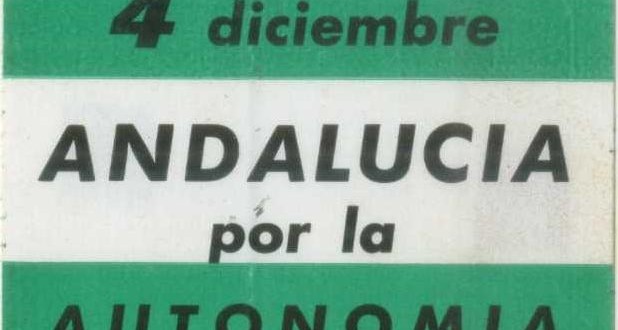 4 diciembre
ANDALUCIA
por la
AUTONOMIA